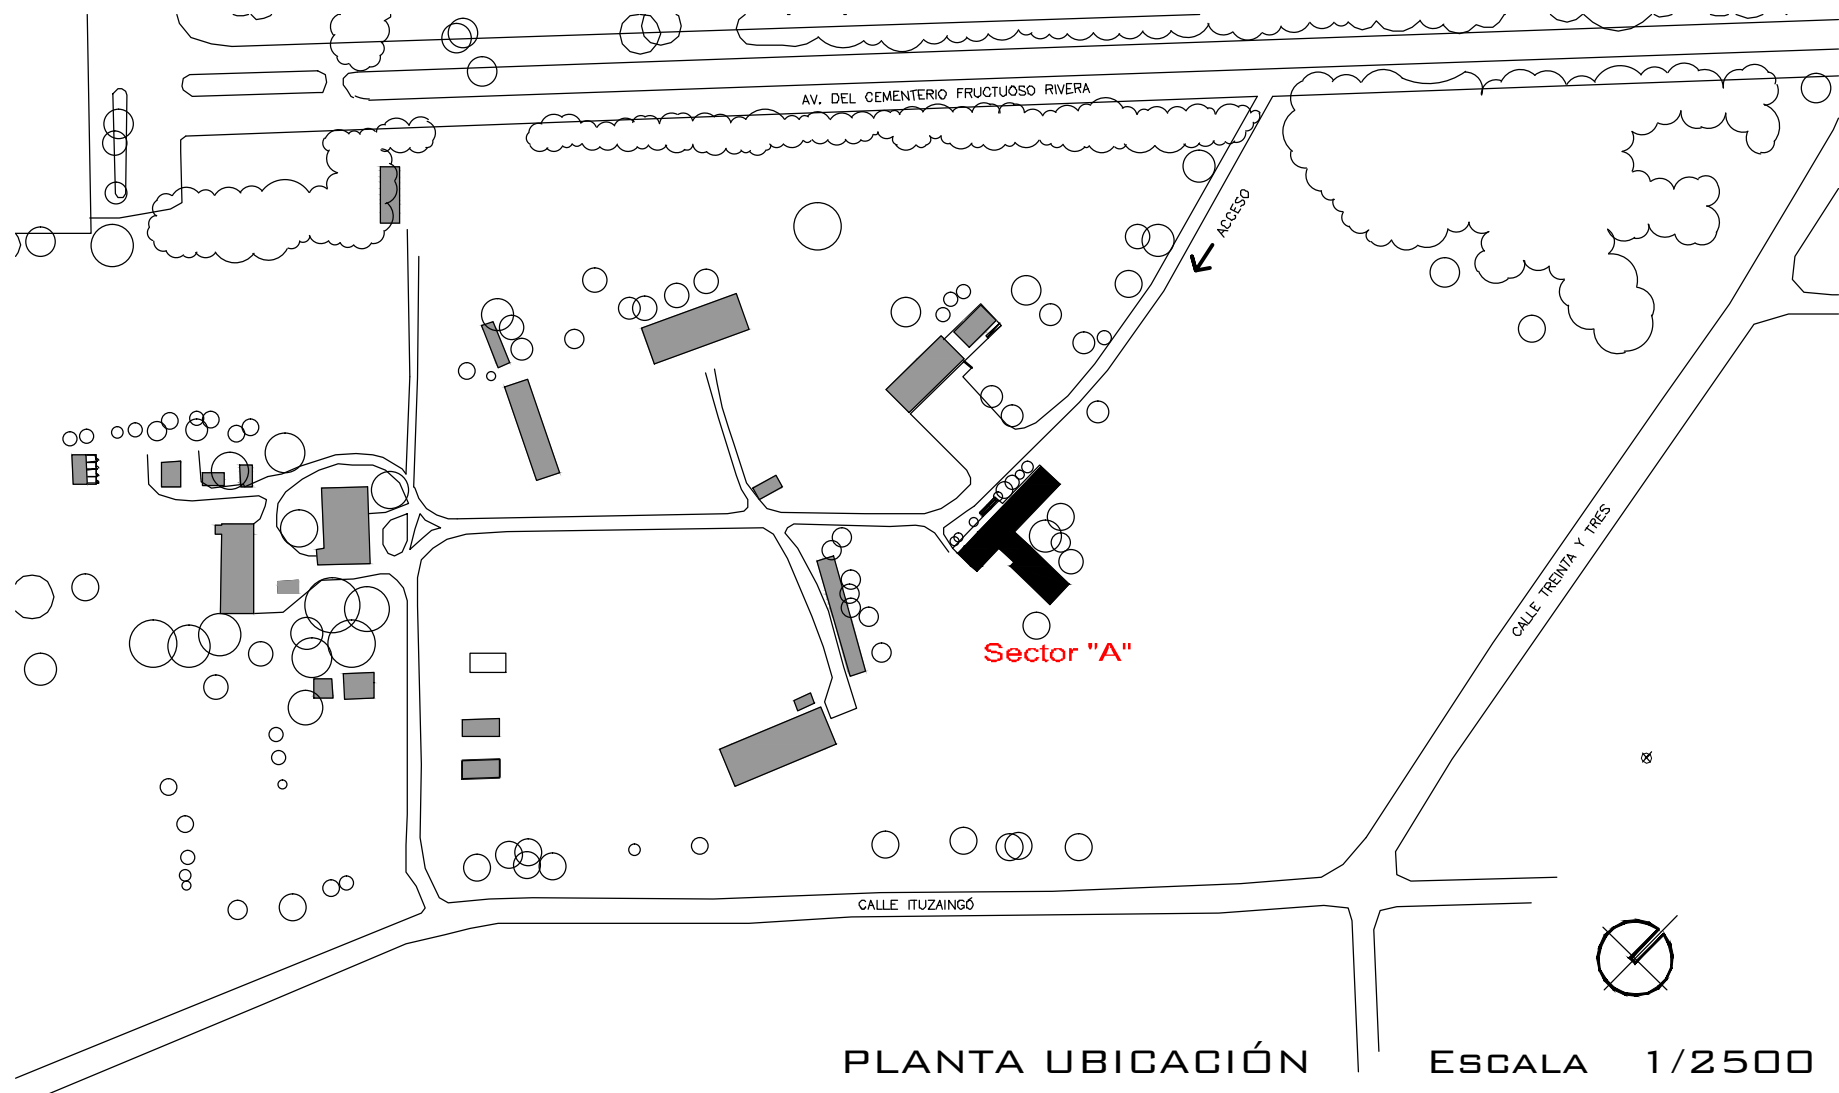 AV. DEL CEMENTERIO FRUCTUOSO RIVERA
ACCESO
CALLE TREINTA Y TRES
Sector "A"
CALLE ITUZAINGÓ
PLANTA UBICACIÓN ESCALA 1/2500